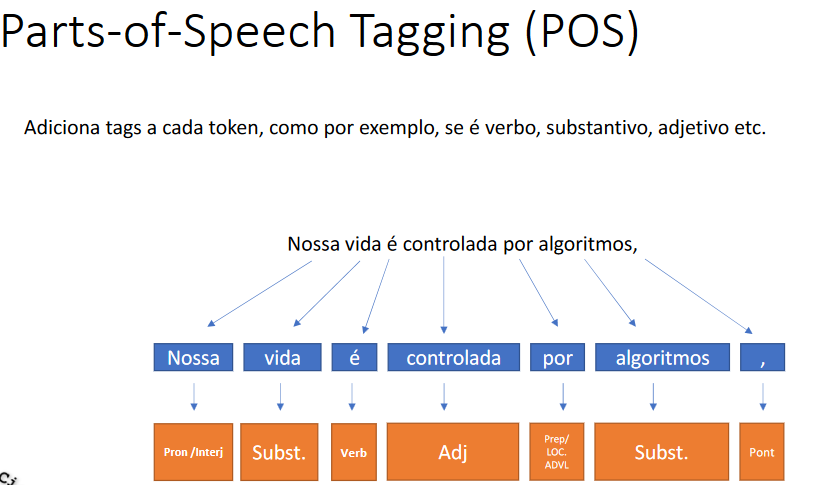 Parts-of-Speech Tagging (POS)
Adiciona tags a cada token, como por exemplo, se é verbo, substantivo, adjetivo etc.
Nossa vida é controlada por algoritmos,
Nossa vida é controlada por algoritmos ,
Pron /Interj Subst. Verb Adj Prep/ LOC. ADVL Subst. Pont